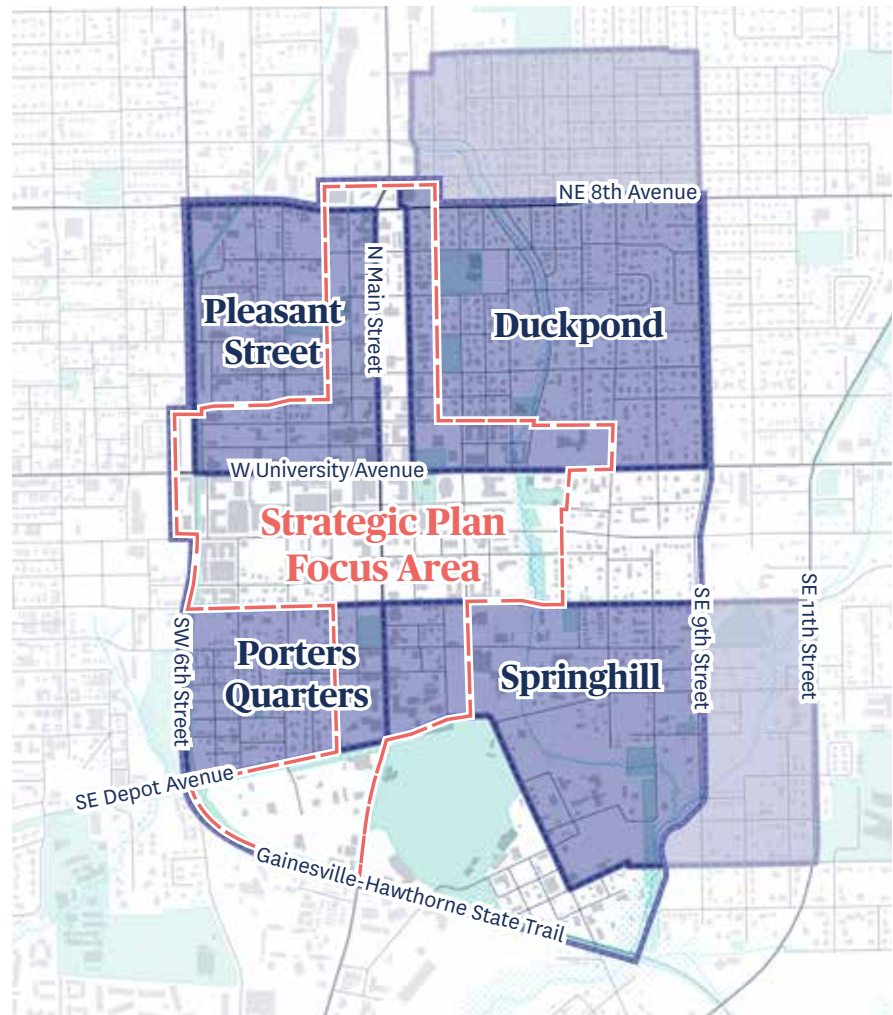 NE 8th Avenue
N Main Street
Pleasant
Street
Duckpond
W University Avenue
Strategic Plan
Focus Area
SW 6th Street
Porters
Quarters
Springhill
SE 9th Street
SE 11th Street
SE Depot Avenue
Gainesville-Hawthorne State Trail